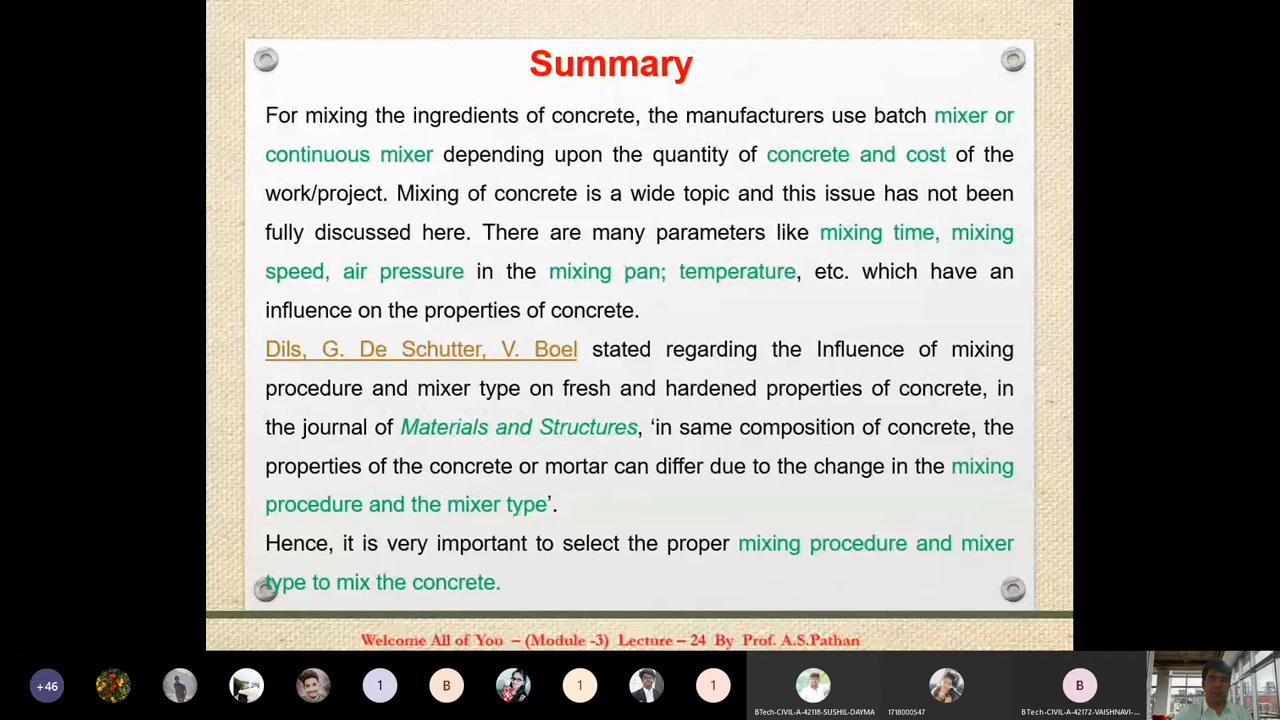 Summary
For mixing the ingredients of concrete, the manufacturers use batch mixer or
continuous mixer depending upon the quantity of concrete and cost of the
work/project. Mixing of concrete is a wide topic and this issue has not been
fully discussed here. There are many parameters like mixing time, mixing
speed, air pressure in the mixing pan; temperature, etc. which have an
influence on the properties of concrete.
Dils, G. De Schutter, V. Boel stated regarding the Influence of mixing
procedure and mixer type on fresh and hardened properties of concrete, in
the journal of Materials and Structures, ‘in same composition of concrete, the
properties of the concrete or mortar can differ due to the change in the mixing
procedure and the mixer type’.
Hence, it is very important to select the proper mixing procedure and mixer
type to mix the concrete.
Welcome All of You – (Module -3) Lecture – 24 By Prof. A.S.Pathan
+46 1 B 1 1 B
BTech-CIVIL-A-42118-SUSHIL-DAYMA 1718000547 BTech-CIVIL-A-42172-VAISHNAVI-...